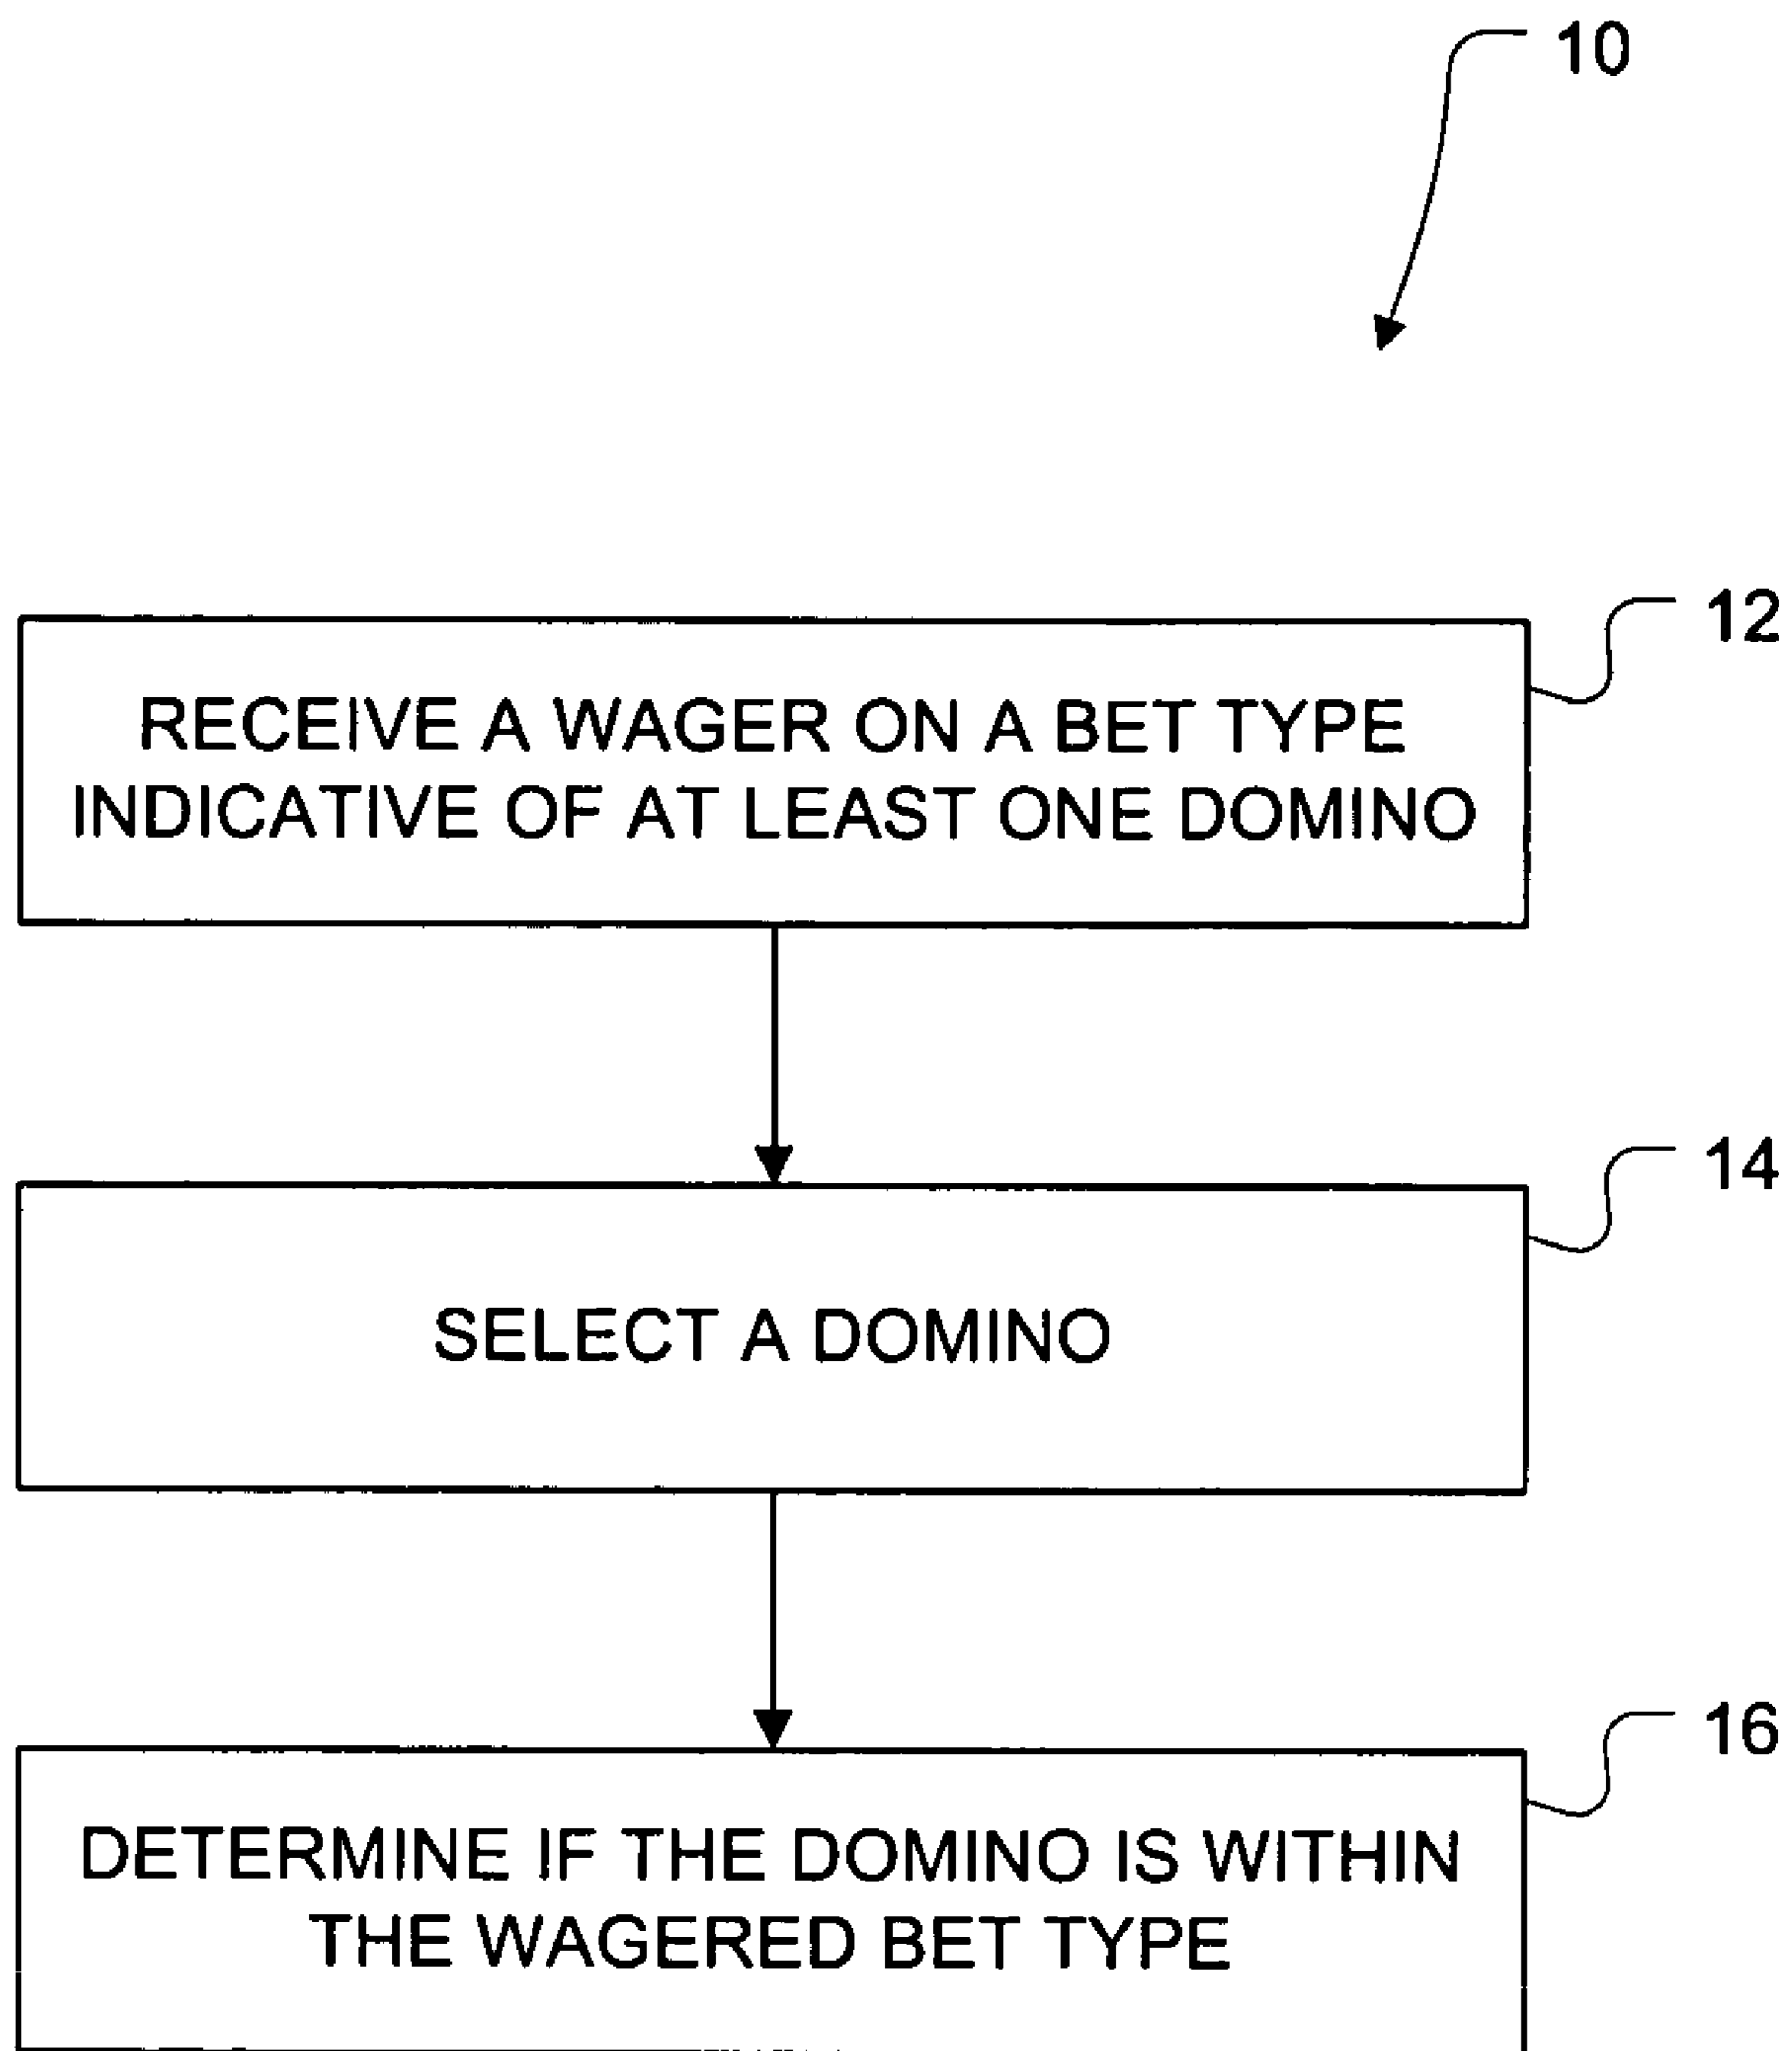 10
12
RECEIVE A WAGER ON A BET TYPE
INDICATIVE OF AT LEAST ONE DOMINO
14
SELECT A DOMINO
16
DETERMINE IF THE DOMINO IS WITHIN
THE WAGERED BET TYPE